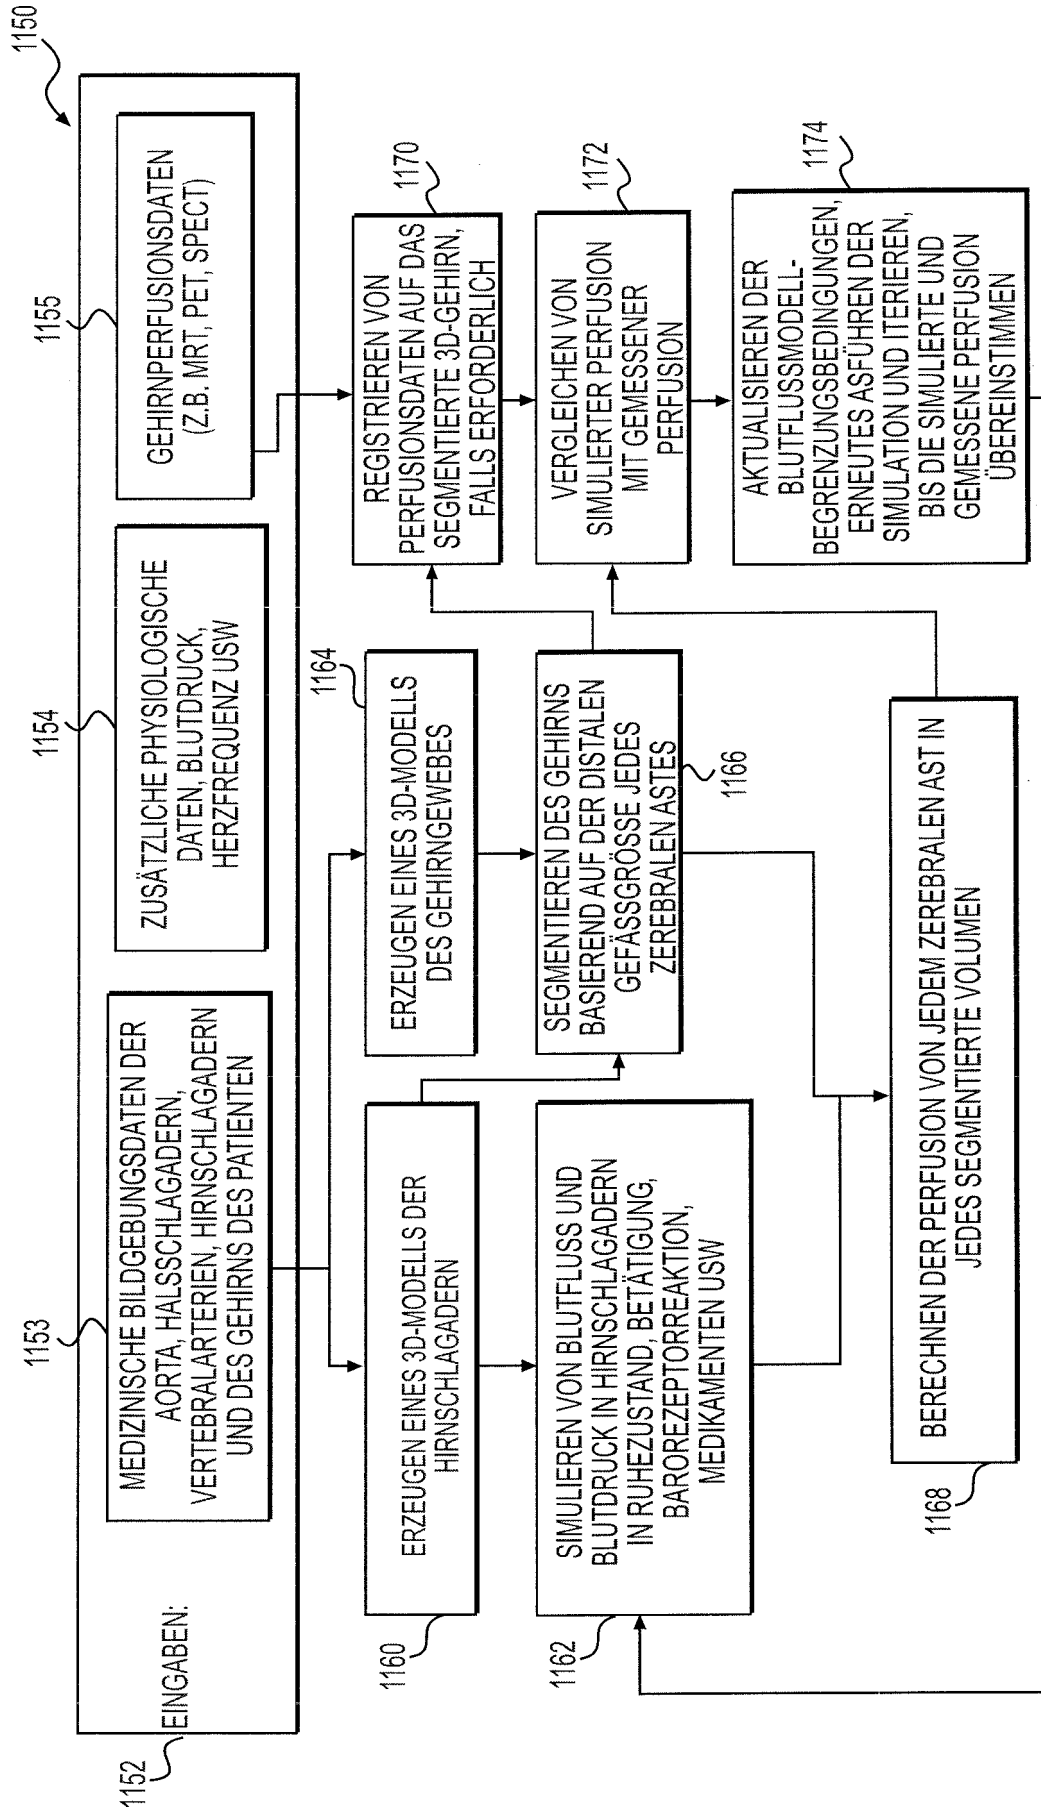 1150
1152
EINGABEN:
1153
MEDIZINISCHE BILDGEBUNGSDATEN DER
AORTA, HALSSCHLAGADERN,
VERTEBRALARTERIEN, HIRNSCHLAGADERN
UND DES GEHIRNS DES PATIENTEN
1154
ZUSÄTZLICHE PHYSIOLOGISCHE
DATEN, BLUTDRUCK,
HERZFREQUENZ USW
1155
GEHIRNPERFUSIONSDATEN
(Z.B. MRT, PET, SPECT)
1160
ERZEUGEN EINES 3D-MODELS DER
HIRNSCHLAGADERN
1164
ERZEUGEN EINES 3D-MODELLS
DES GEHIRNGEWEBES
1170
REGISTRIEREN VON
PERFUSIONSDATEN AUF DAS
SEGMENTIERTE 3D-GEHIRN,
FALLS ERFORDERLICH
1162
SIMULIEREN VON BLUTFLUSS UND
BLUTDRUCK IN HIRNSCHLAGADERN
IN RUHEZUSTAND, BETÄTIGUNG,
BAROREZEPTORREAKTION,
MEDIKAMENTEN USW
1166
SEGMENTIEREN DES GEHIRNS
BASIEREND AUF DER DISTALEN
GEFÄSSGRÖSSE JEDES
ZEREBRALEN ASTES
1172
VERGLEICHEN VON
SIMULIERTER PERFUSION
MIT GEMESSENER
PERFUSION
1168
BERECHNEN DER PERFUSION VON JEDEM ZEREBRALEN AST IN
JEDES SEGMENTIERTE VOLUMEN
1174
AKTUALISIEREN DER
BLUTFLUSSMODELL-
BEGRENZUNGSBEDINGUNGEN,
ERNEUTES ASFÜHREN DER
SIMULATION UND ITERIEREN,
BIS DIE SIMULIERTE UND
GEMESSENE PERFUSION
ÜBEREINSTIMMEN